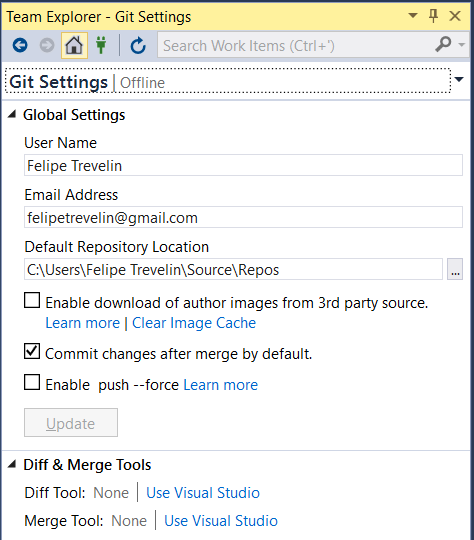 Team Explorer - Git Settings
Search Work Items (Ctrl+')
Git Settings | Offline
Global Settings
User Name
Felipe Trevelin
Email Address
felipetrevelin@gmail.com
Default Repository Location
C:\Users\Felipe Trevelin\Source\Repos
...
Enable download of author images from 3rd party source.
Learn more | Clear Image Cache
Commit changes after merge by default.
Enable push --force Learn more
Update
Diff & Merge Tools
Diff Tool: None | Use Visual Studio
Merge Tool: None | Use Visual Studio